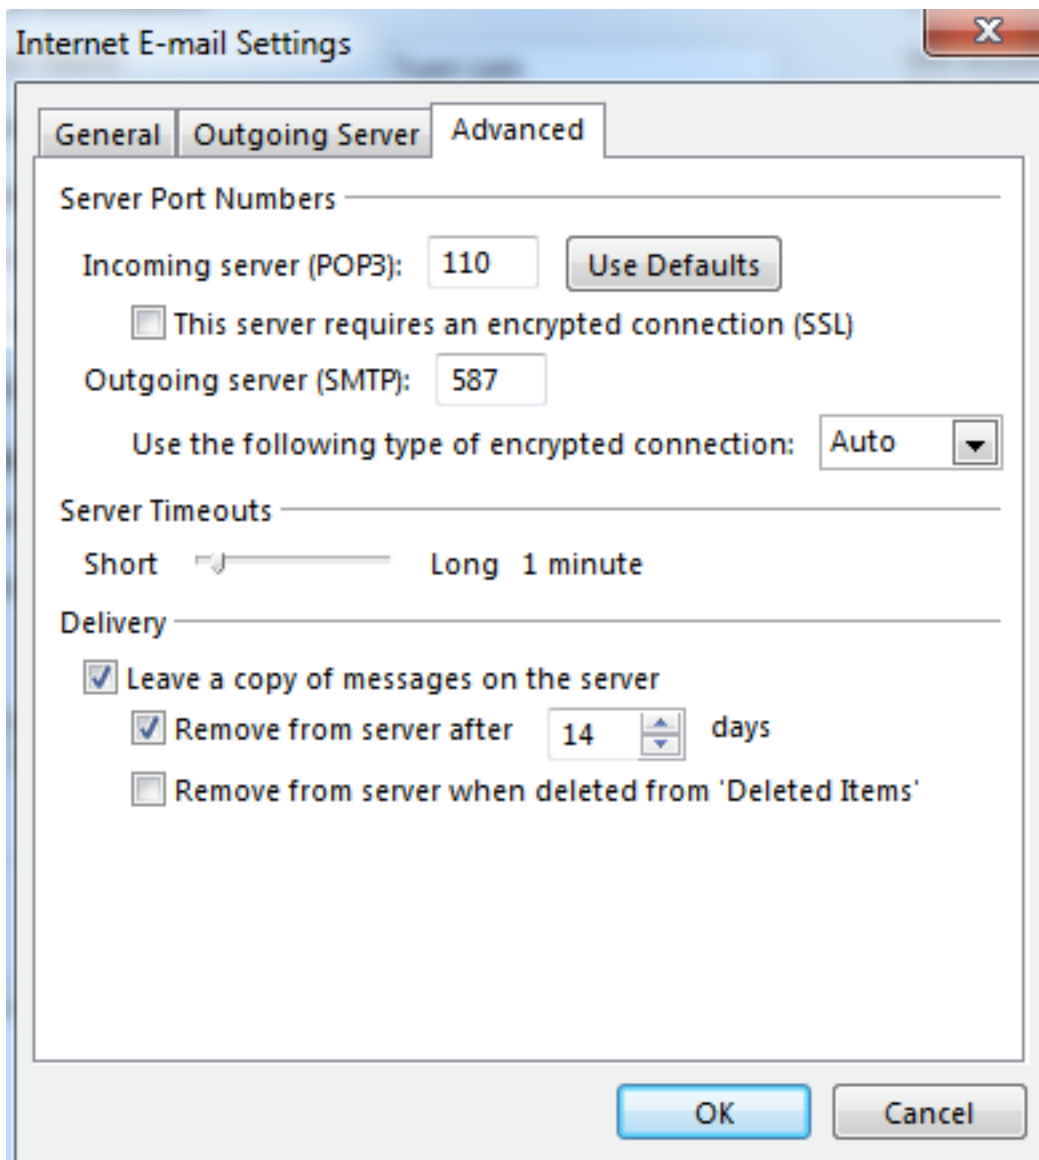 Internet E-mail Settings
General Outgoing Server Advanced
Server Port Numbers
Incoming server (POP3): 110 Use Defaults
This server requires an encrypted connection (SSL)
Outgoing server (SMTP): 587
Use the following type of encrypted connection: Auto
Server Timeouts
Short Long 1 minute
Delivery
Leave a copy of messages on the server
Remove from server after 14 days
Remove from server when deleted from 'Deleted Items'
OK Cancel